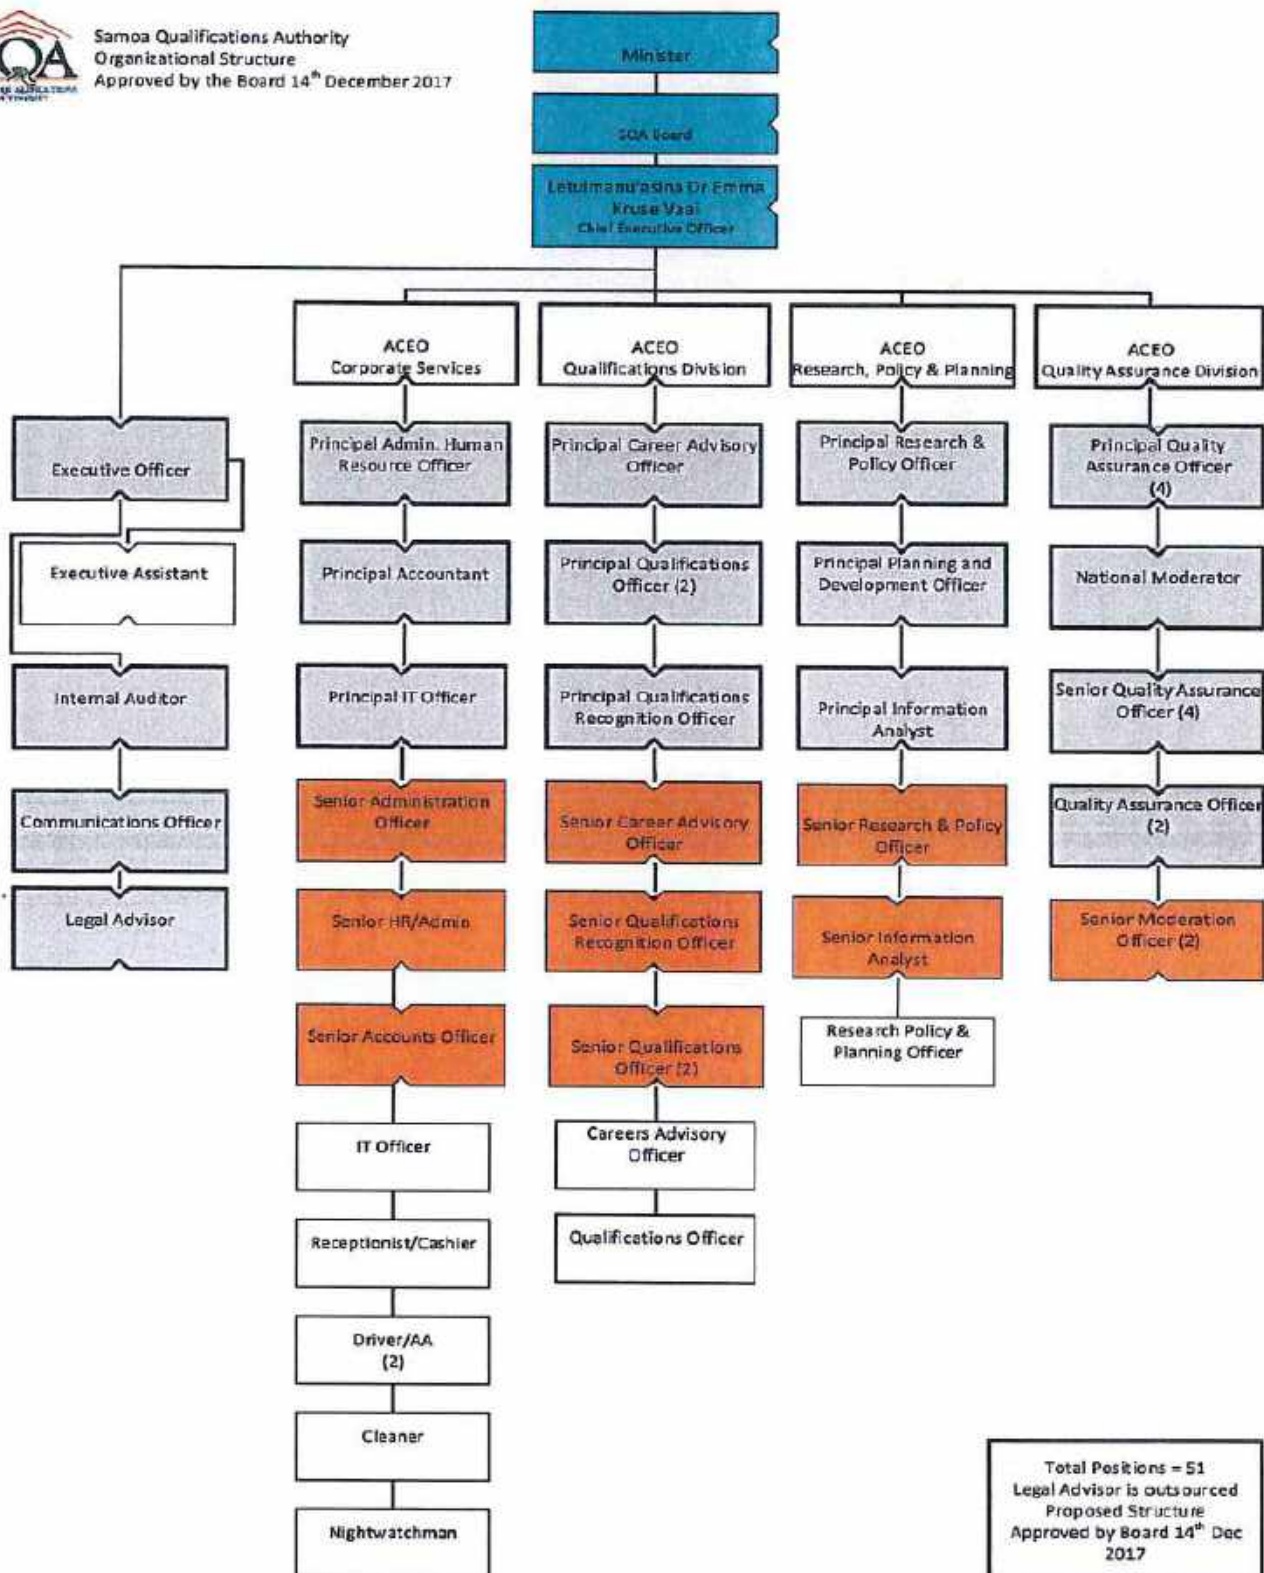 QA
Samoa Qualifications Authority
Organizational Structure
Approved by the Board 14th December 2017
Minister
SQA Board
Letuimanu'asina Dr Emma
Kruse Vaai
Chief Executive Officer
ACEO
Corporate Services
ACEO
Qualifications Division
ACEO
Research, Policy & Planning
ACEO
Quality Assurance Division
Executive Officer
Executive Assistant
Internal Auditor
Communications Officer
Legal Advisor
Principal Admin. Human
Resource Officer
Principal Accountant
Principal IT Officer
Senior Administration
Officer
Senior HR/Admin
Senior Accounts Officer
IT Officer
Receptionist/Cashier
Driver/AA
(2)
Cleaner
Nightwatchman
Principal Career Advisory
Officer
Principal Qualifications
Officer (2)
Principal Qualifications
Recognition Officer
Senior Career Advisory
Officer
Senior Qualifications
Recognition Officer
Senior Qualifications
Officer (2)
Careers Advisory
Officer
Qualifications Officer
Principal Research &
Policy Officer
Principal Planning and
Development Officer
Principal Information
Analyst
Senior Research & Policy
Officer
Senior Information
Analyst
Research Policy &
Planning Officer
Principal Quality
Assurance Officer
(4)
National Moderator
Senior Quality Assurance
Officer (4)
Quality Assurance Officer
(2)
Senior Moderation
Officer (2)
Total Positions = 51
Legal Advisor is outsourced
Proposed Structure
Approved by Board 14th Dec
2017